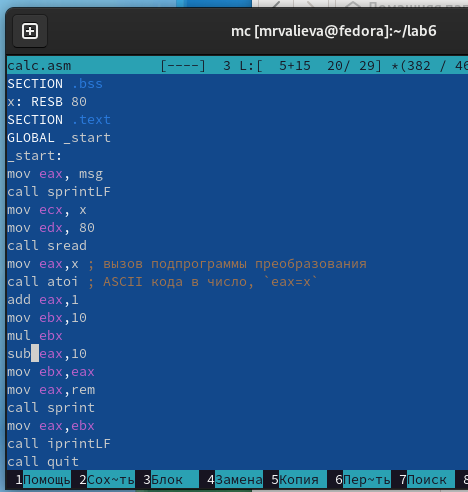 mc [mrvalieva@fedora]:~/lab6
calc.asm [----] 3 L:[ 5+15 20/ 29] *(382 / 46
SECTION .bss
x: RESB 80
SECTION .text
GLOBAL _start
_start:
mov eax, msg
call sprintLF
mov ecx, x
mov edx, 80
call sread
mov eax,x ; вызов подпрограммы преобразования
call atoi ; ASCII кода в число, `eax=x`
add eax,1
mov ebx,10
mul ebx
sub eax,10
mov ebx,eax
mov eax,rem
call sprint
mov eax,ebx
call iprintLF
call quit
1Помощь 2Сох~ть 3Блок 4Замена 5Копия 6Пер~ть 7Поиск 8